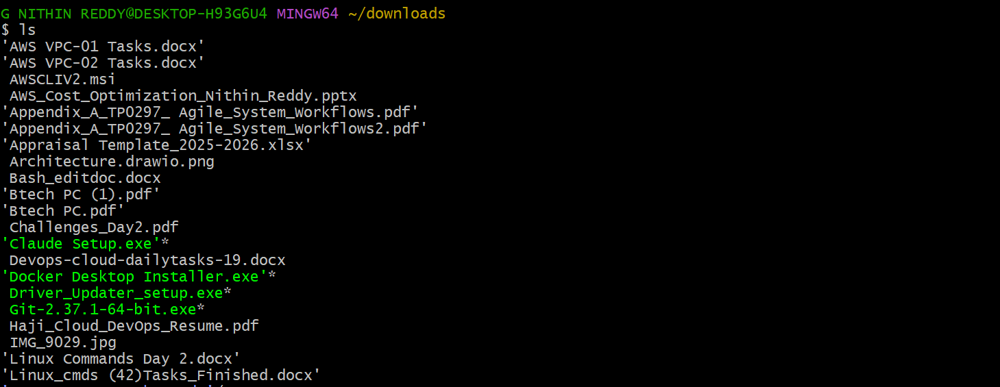 G NITHIN REDDY@DESKTOP-H93G6U4 MINGW64 ~/downloads
$ ls
'AWS VPC-01 Tasks.docx'
'AWS VPC-02 Tasks.docx'
AWSCLIV2.msi
AWS_Cost_Optimization_Nithin_Reddy.pptx
'Appendix_A_TP0297_ Agile_System_Workflows.pdf'
'Appendix_A_TP0297_ Agile_System_Workflows2.pdf'
'Appraisal Template_2025-2026.xlsx'
Architecture.drawio.png
Bash_editdoc.docx
'Btech PC (1).pdf'
'Btech PC.pdf'
Challenges_Day2.pdf
'Claude Setup.exe'*
Devops-cloud-dailytasks-19.docx
'Docker Desktop Installer.exe'*
Driver_Updater_setup.exe*
Git-2.37.1-64-bit.exe*
Haji_Cloud_DevOps_Resume.pdf
IMG_9029.jpg
'Linux Commands Day 2.docx'
'Linux_cmds (42)Tasks_Finished.docx'